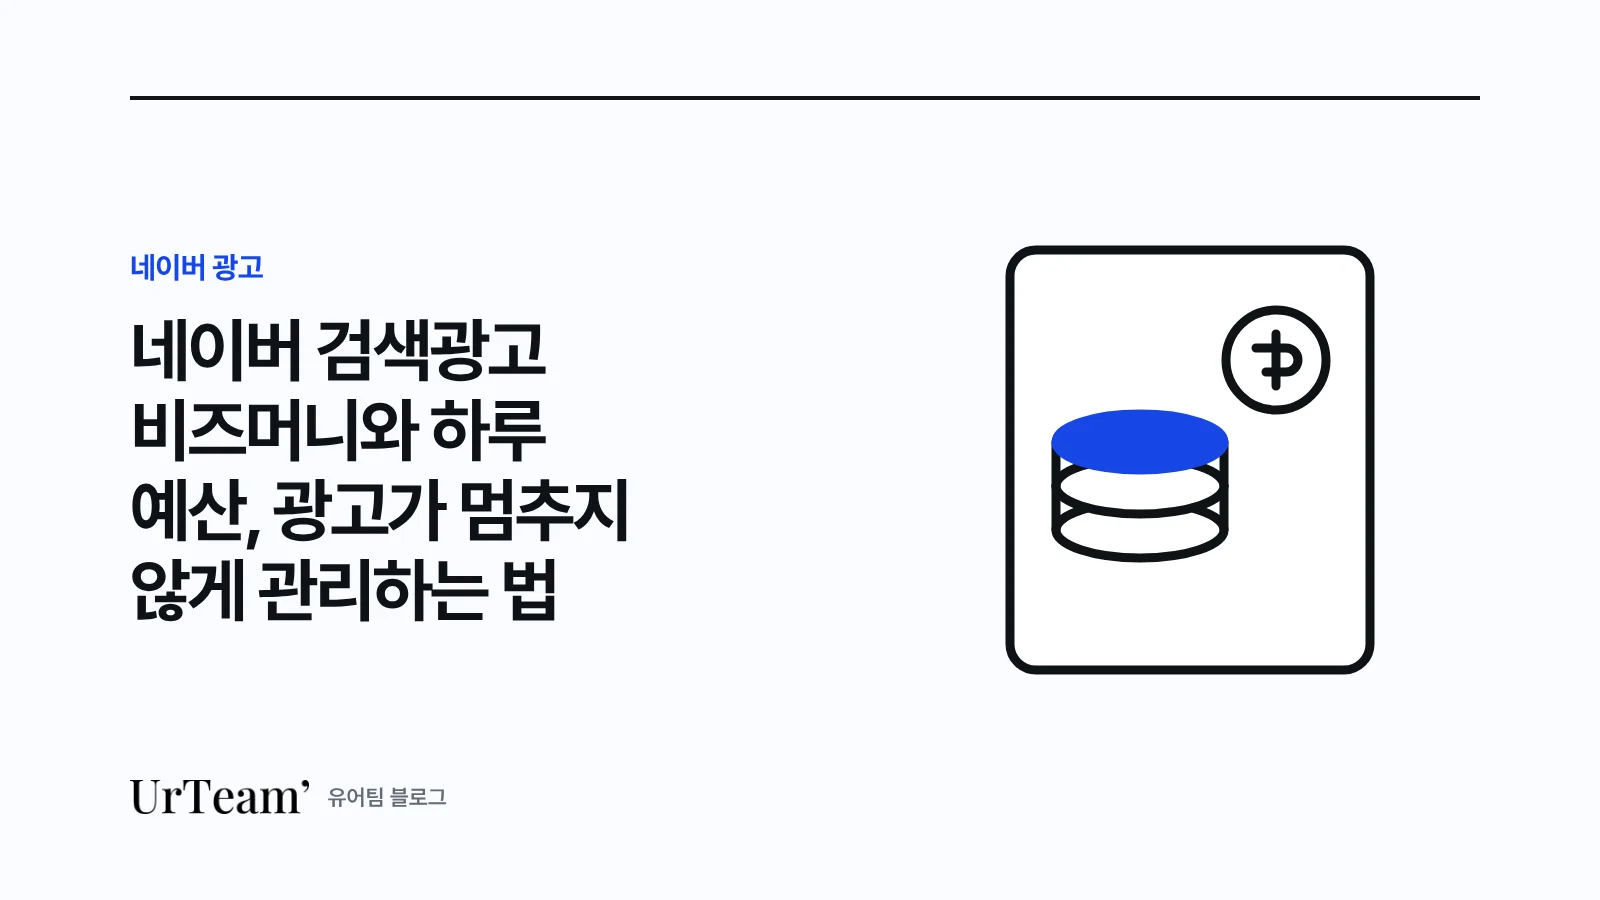 네이버 광고
네이버 검색광고
비즈머니와 하루
예산, 광고가 멈추지
않게 관리하는 법
UrTeam’ 유어팀 블로그